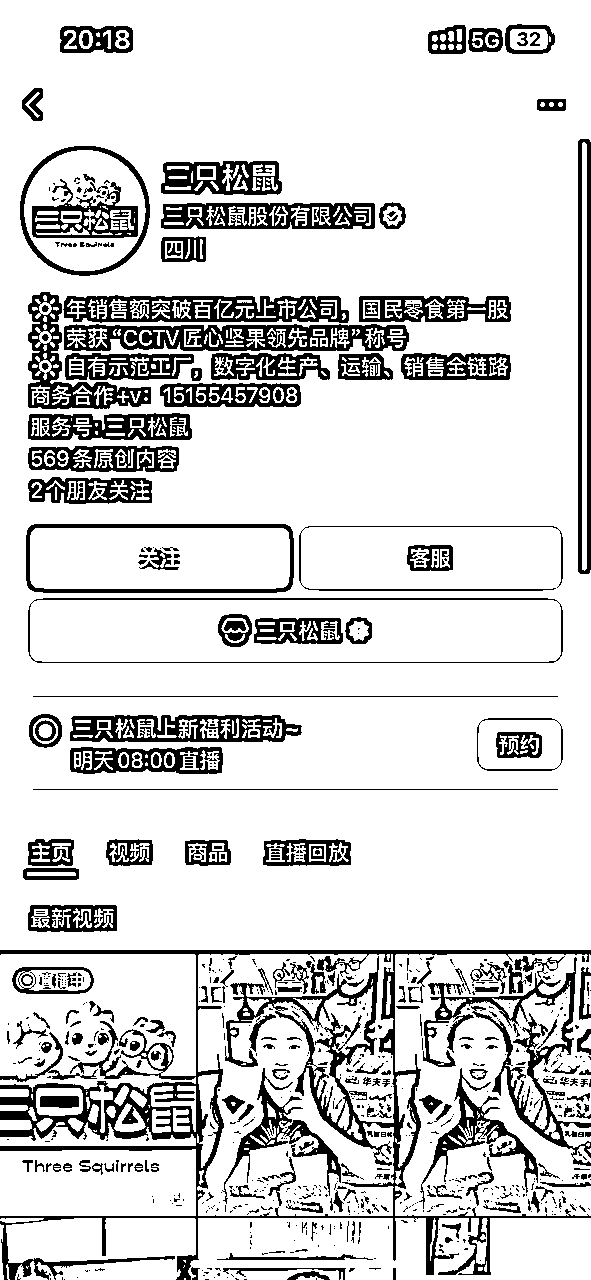 20:18
5G 32
三只松鼠
Three Squirrels
三只松鼠
三只松鼠股份有限公司
四川
年销售额突破百亿元上市公司，国民零食第一股
荣获“CCTV匠心坚果领先品牌”称号
自有示范工厂，数字化生产、运输、销售全链路
商务合作+v：15155457908
服务号：三只松鼠
569条原创内容
2个朋友关注
关注
客服
三只松鼠
三只松鼠上新福利活动~
明天 08:00 直播
预约
主页
视频
商品
直播回放
最新视频
直播中
三只松鼠
Three Squirrels
华夫
华夫